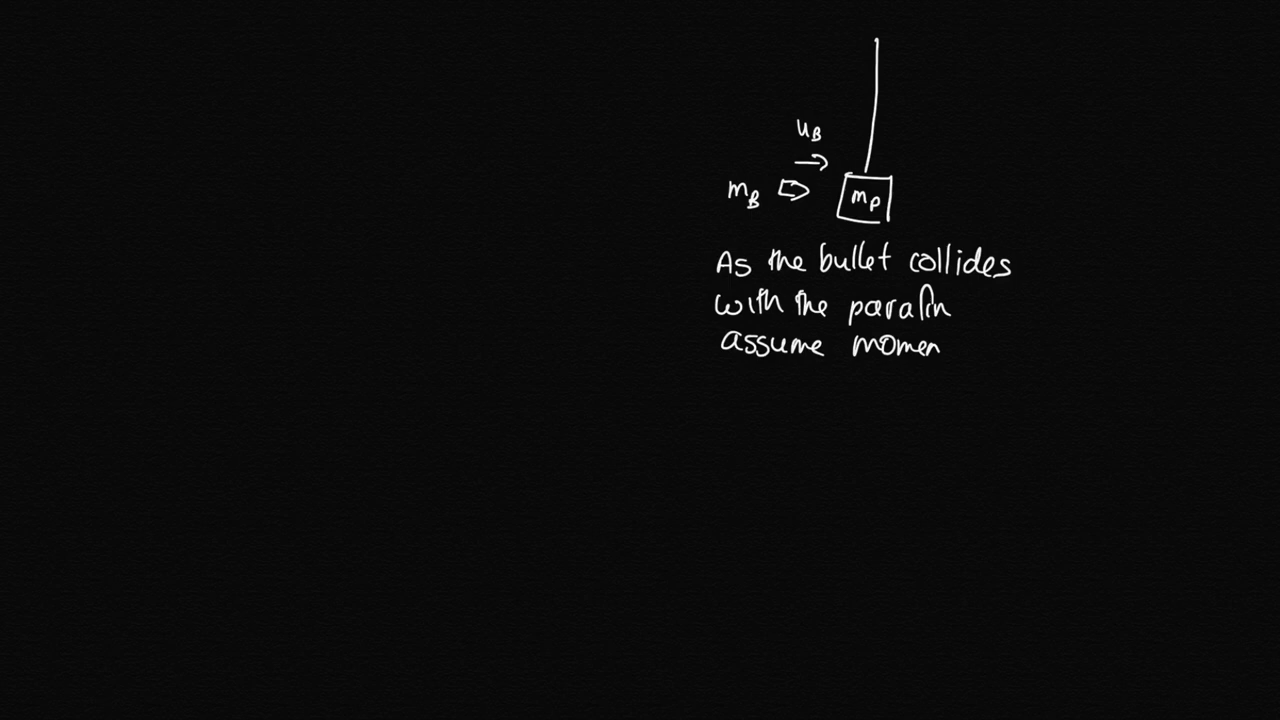 u_B
m_B
m_P
As the bullet collides
with the parafin
assume momen